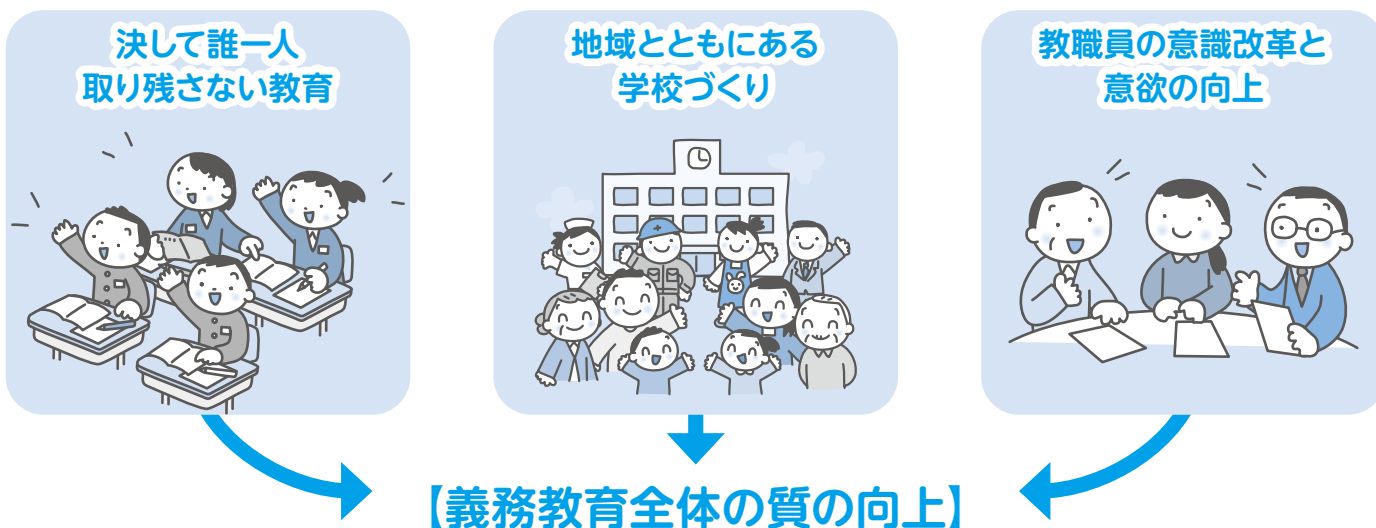 決して誰一人
取り残さない教育
地域とともにある
学校づくり
教職員の意識改革と
意欲の向上
【義務教育全体の質の向上】